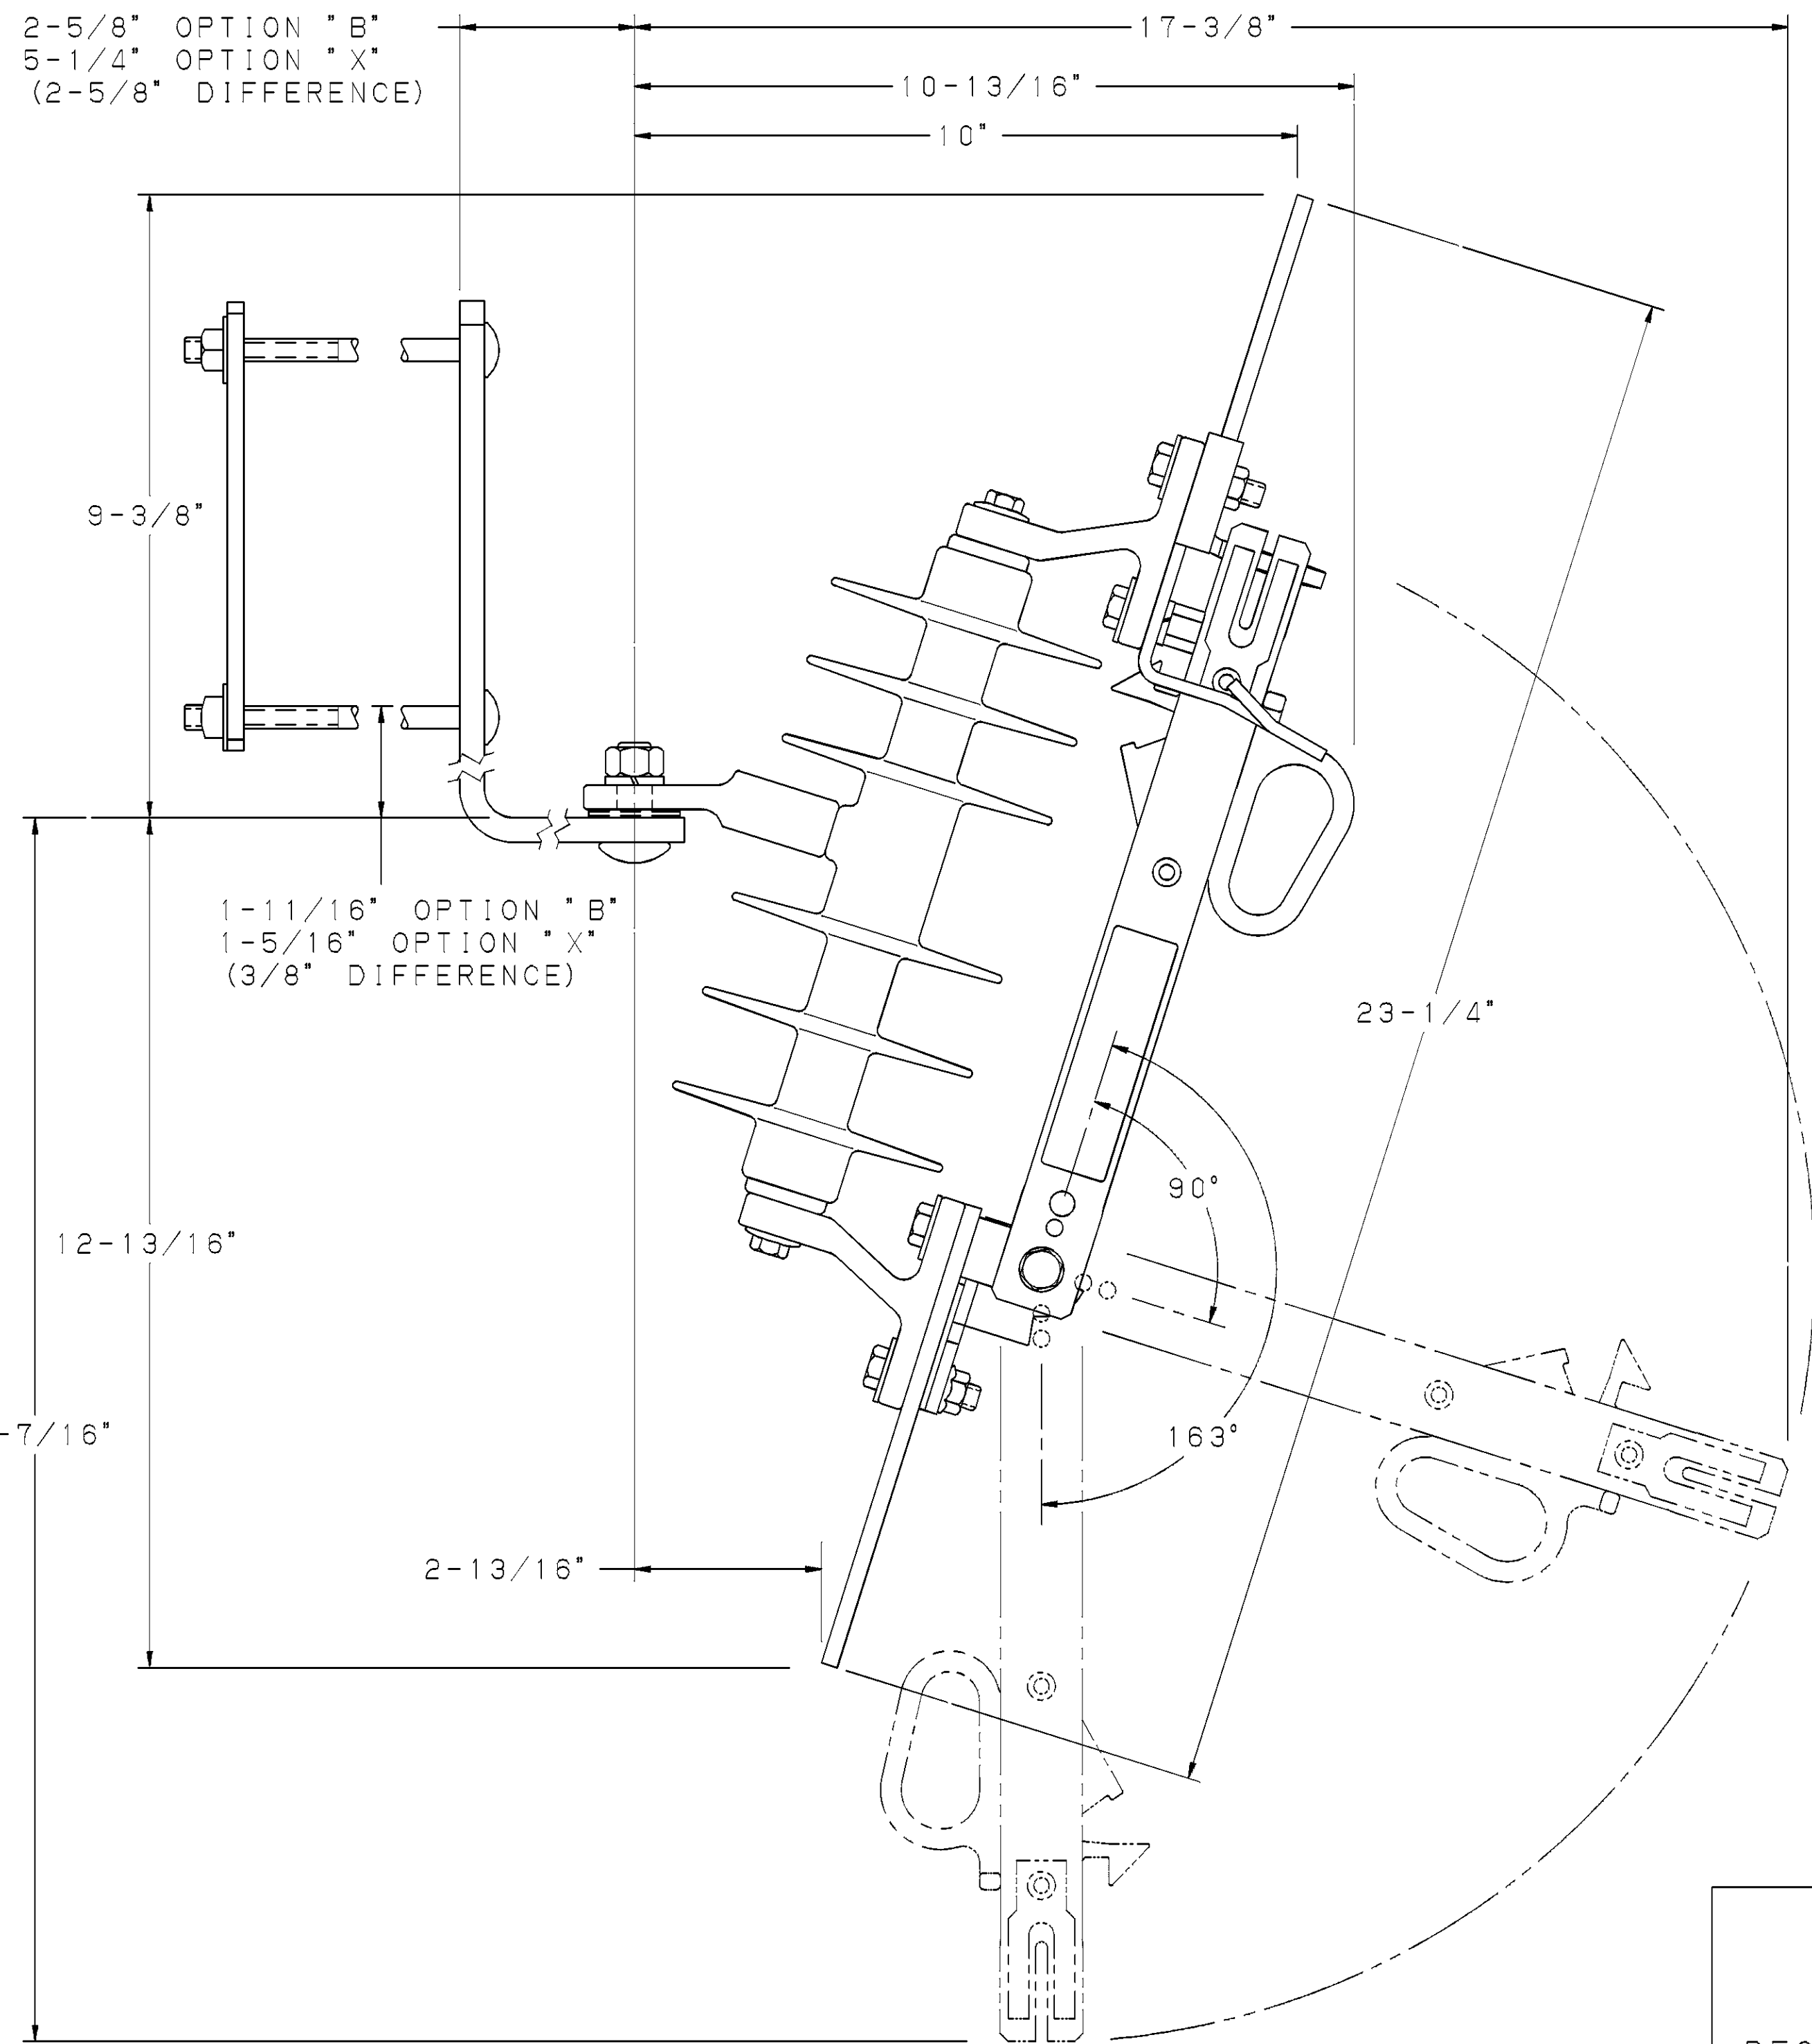 2-5/8" OPTION "B"
5-1/4" OPTION "X"
(2-5/8" DIFFERENCE)
17-3/8"
10-13/16"
10"
9-3/8"
1-11/16" OPTION "B"
1-5/16" OPTION "X"
(3/8" DIFFERENCE)
23-1/4"
90°
12-13/16"
-7/16"
163°
2-13/16"